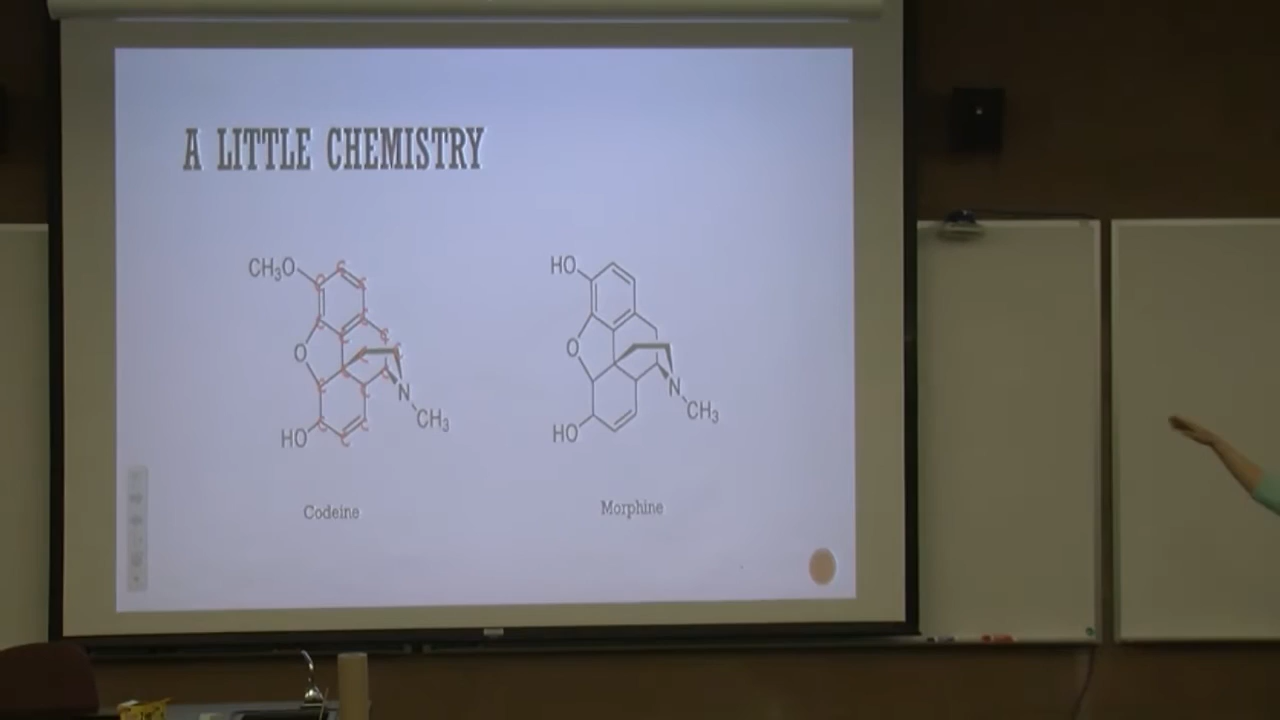 A LITTLE CHEMISTRY
CH₃O C C
C C
C C
C C
O C C
C C C
C C
N
C C CH₃
HO C
Codeine
HO
O
N
CH₃
HO
Morphine